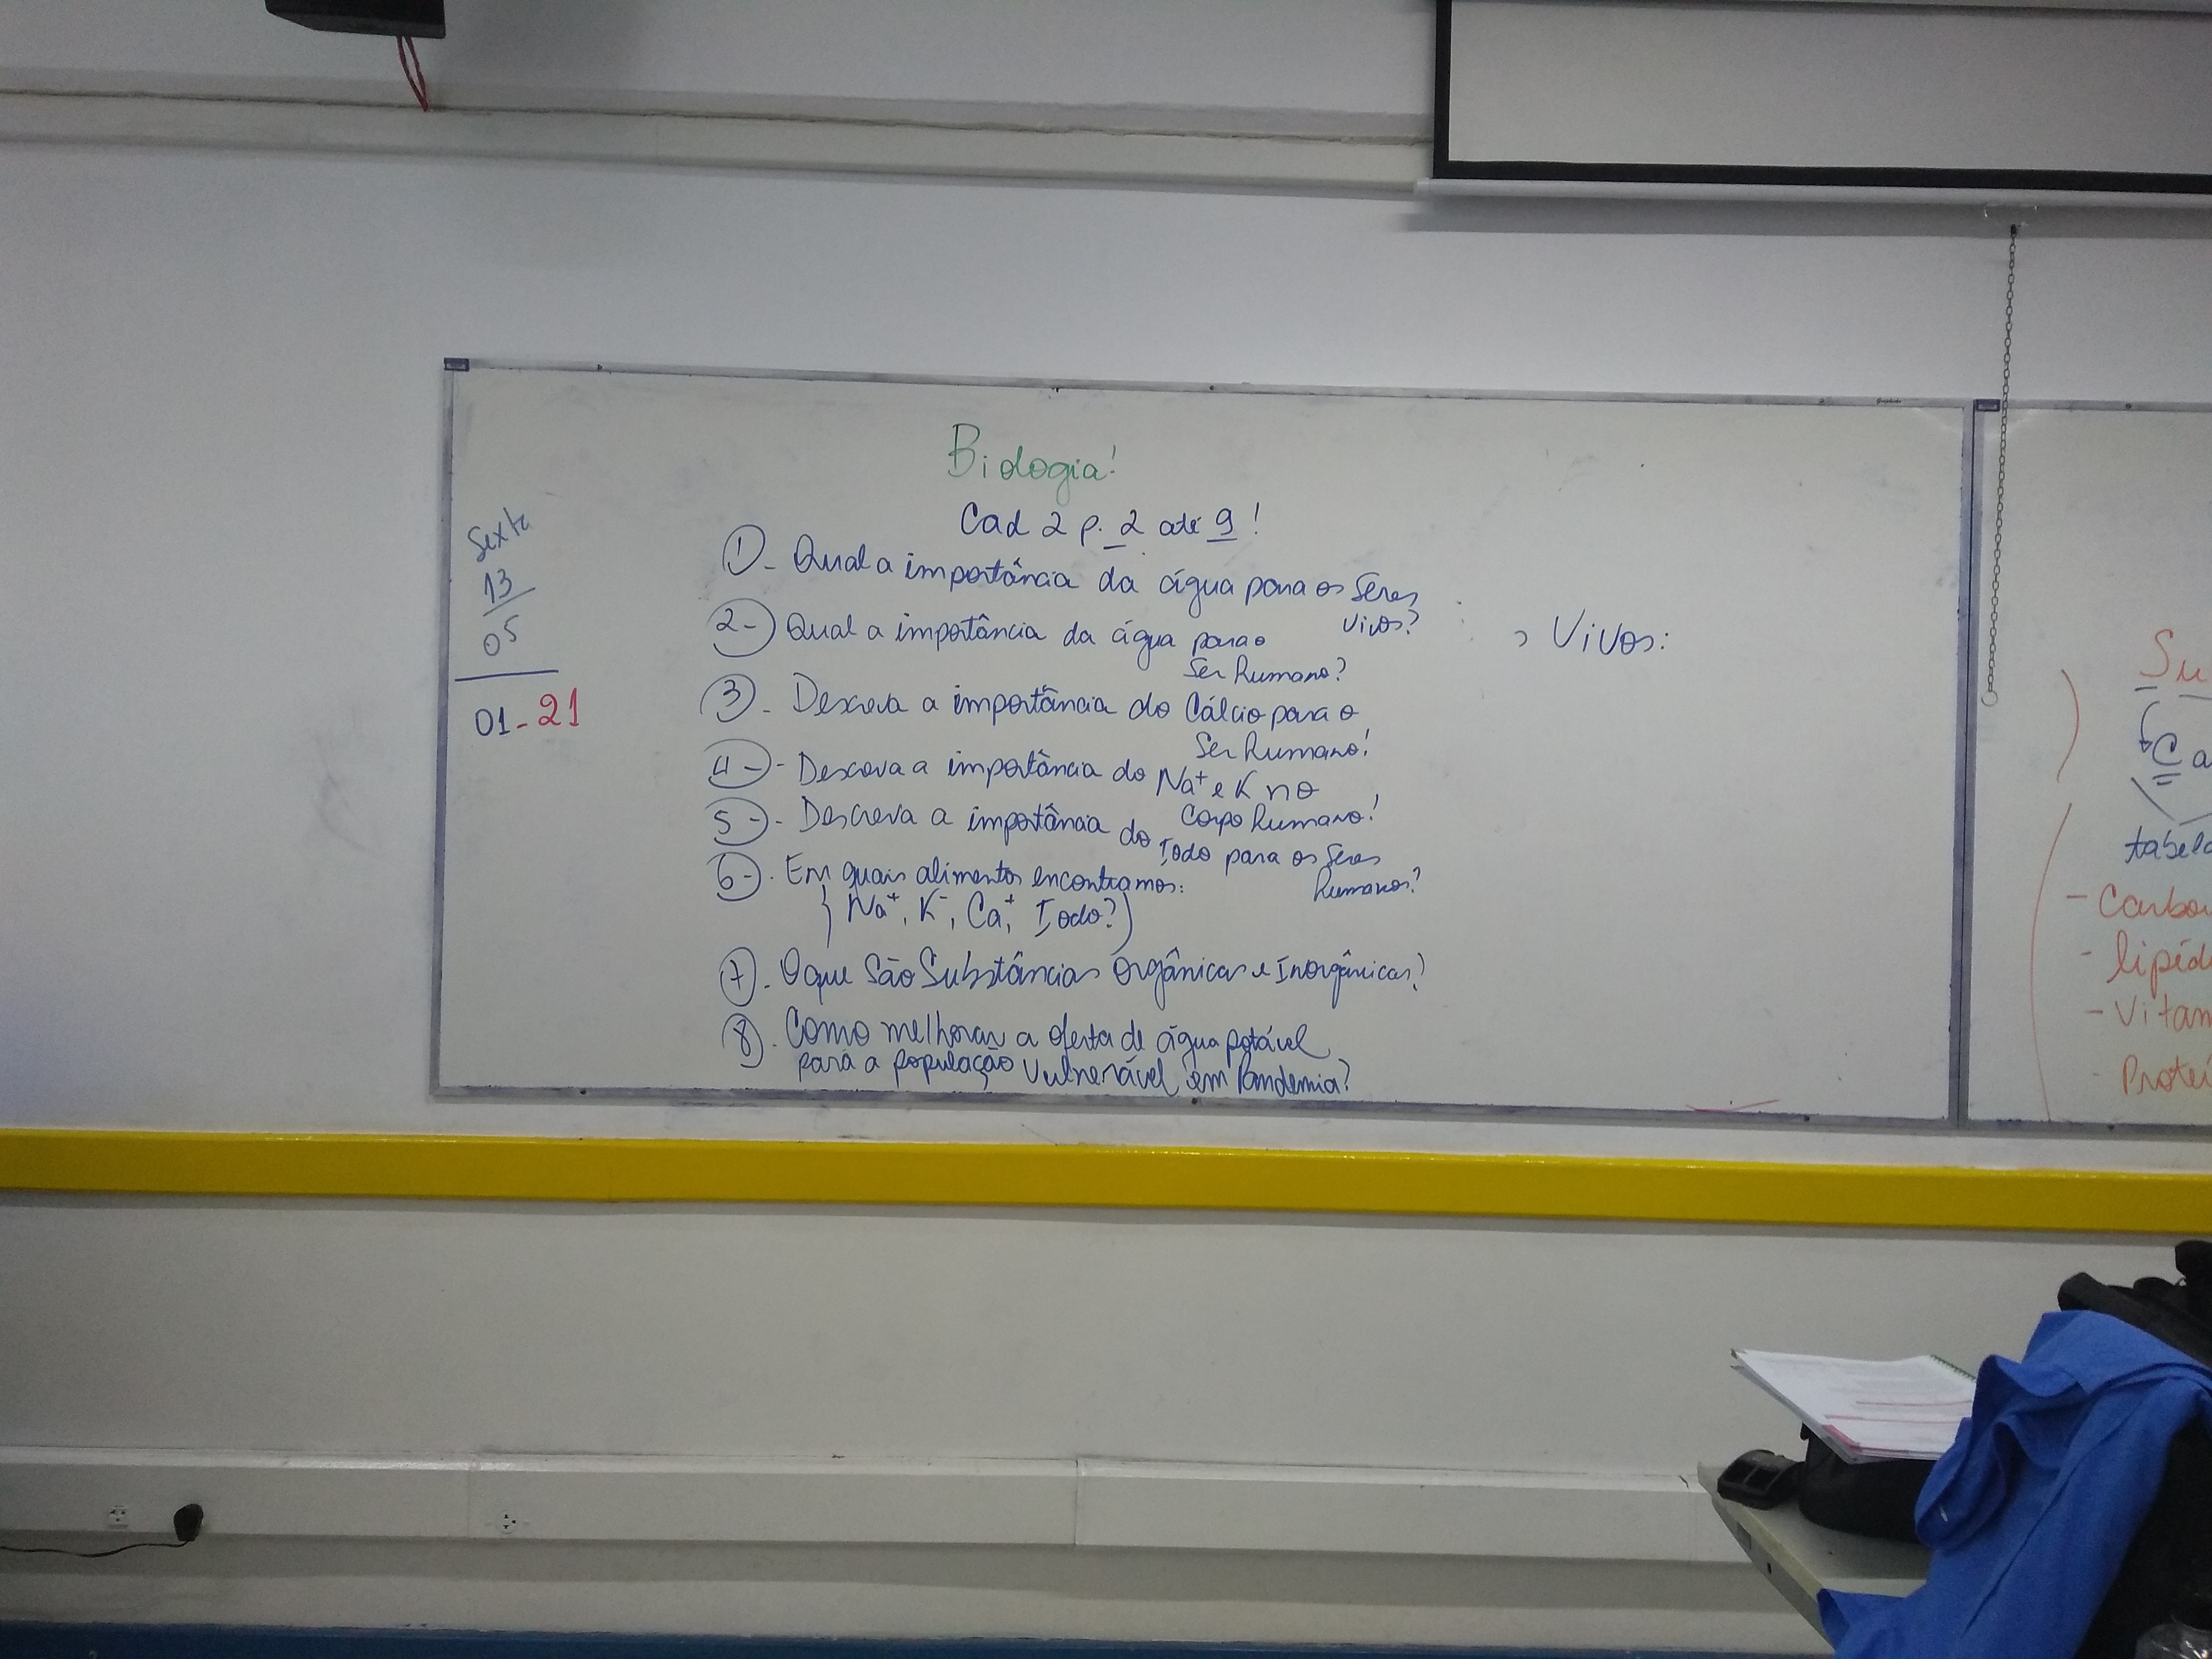 Biologia!
Cad 2 p. 2 até 9!
Sexta
13
05
01-21
1- Qual a importância da água para os Seres
Vivos?
2-) Qual a importância da água para o
Ser Humano?
3- Descreva a importância do Cálcio para o
Ser Humano!
4-)- Descreva a importância do Na⁺ e K no
Corpo Humano!
5-)- Descreva a importância do Iodo para os Seres
Humanos?
6-). Em quais alimentos encontramos:
} Na⁺, K⁻, Ca⁺, Iodo?)
7). O que São Substâncias Orgânicas e Inorgânicas?
8). Como melhorar a oferta de água potável
para a população Vulnerável em Pandemia?
s Vivos:
Su
Ca
tabela
- Carbo
- lipíd
- Vitam
- Proteí